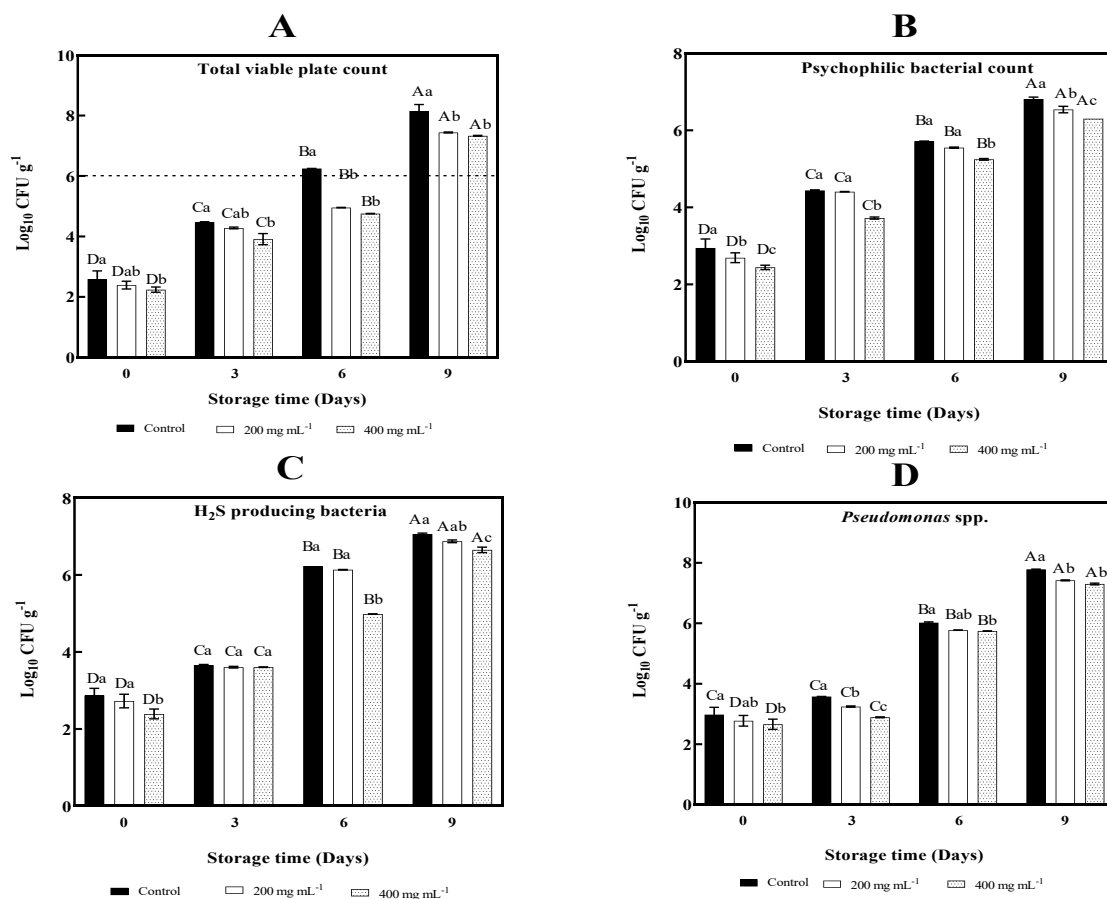 A
Total viable plate count
10
8
6
4
2
0
Log10 CFU g-1
Da Dab Db
Ca Cab Cb
Ba Bb Bb
Aa Ab Ab
0 3 6 9
Storage time (Days)
Control 200 mg mL-1 400 mg mL-1
B
Psychophilic bacterial count
8
6
4
2
0
Log10 CFU g-1
Da Db Dc
Ca Ca Cb
Ba Ba Bb
Aa Ab Ac
0 3 6 9
Storage time (Days)
Control 200 mg mL-1 400 mg mL-1
C
H2S producing bacteria
8
6
4
2
0
Log10 CFU g-1
Da Da Db
Ca Ca Ca
Ba Ba Bb
Aa Aab Ac
0 3 6 9
Storage time (Days)
Control 200 mg mL-1 400 mg mL-1
D
Pseudomonas spp.
10
8
6
4
2
0
Log10 CFU g-1
Ca Dab Db
Ca Cb Cc
Ba Bab Bb
Aa Ab Ab
0 3 6 9
Storage time (Days)
Control 200 mg mL-1 400 mg mL-1